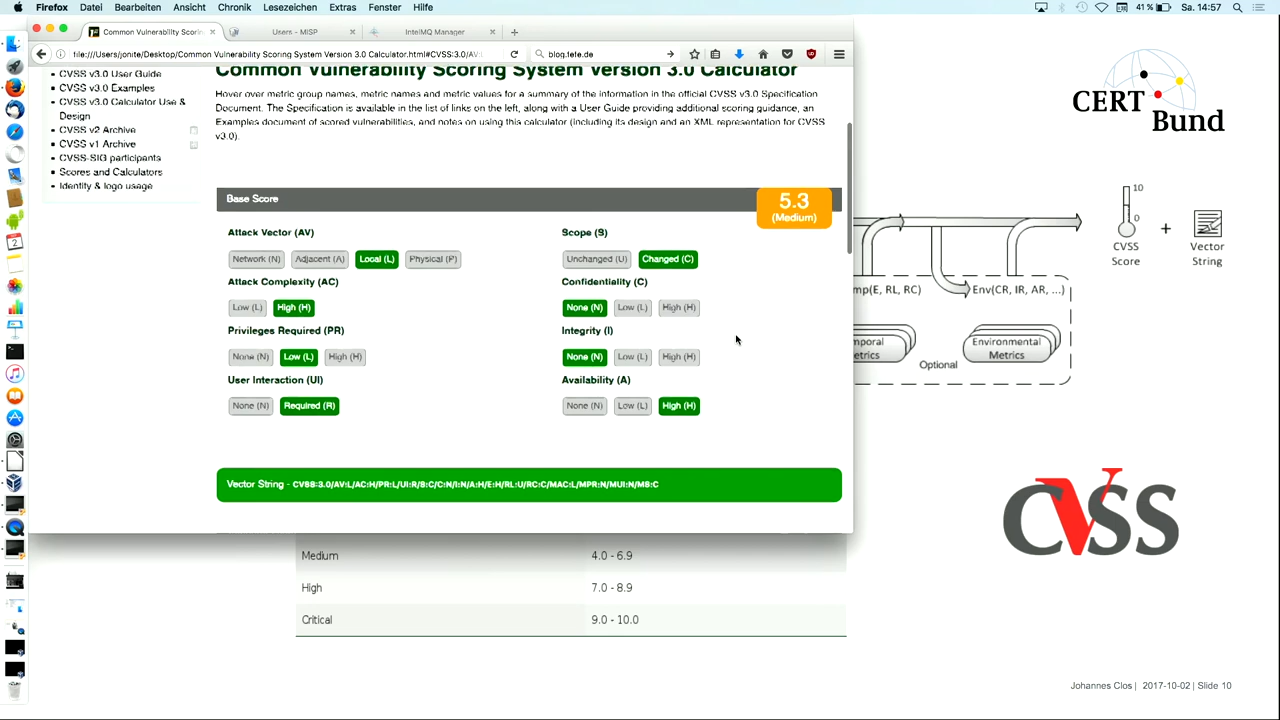 Firefox Datei Bearbeiten Ansicht Chronik Lesezeichen Extras Fenster Hilfe 41 % Sa. 14:57
Common Vulnerability Scorin Users - MISP IntelMQ Manager
file:///Users/jonite/Desktop/Common Vulnerability Scoring System Version 3.0 Calculator.html#CVSS:3.0/AV: blog.fefe.de
Common Vulnerability Scoring System Version 3.0 Calculator
CVSS v3.0 User Guide
CVSS v3.0 Examples
CVSS v3.0 Calculator Use &
Design
CVSS v2 Archive
CVSS v1 Archive
CVSS-SIG participants
Scores and Calculators
Identity & logo usage
Hover over metric group names, metric names and metric values for a summary of the information in the official CVSS v3.0 Specification
Document. The Specification is available in the list of links on the left, along with a User Guide providing additional scoring guidance, an
Examples document of scored vulnerabilities, and notes on using this calculator (including its design and an XML representation for CVSS
v3.0).
Base Score
5.3
(Medium)
Attack Vector (AV)
Network (N) Adjacent (A) Local (L) Physical (P)
Attack Complexity (AC)
Low (L) High (H)
Privileges Required (PR)
None (N) Low (L) High (H)
User Interaction (UI)
None (N) Required (R)
Scope (S)
Unchanged (U) Changed (C)
Confidentiality (C)
None (N) Low (L) High (H)
Integrity (I)
None (N) Low (L) High (H)
Availability (A)
None (N) Low (L) High (H)
Vector String - CVSS:3.0/AV:L/AC:H/PR:L/UI:R/S:C/C:N/I:N/A:H/E:H/RL:U/RC:C/MAC:L/MPR:N/MUI:N/MS:C
Medium 4.0 - 6.9
High 7.0 - 8.9
Critical 9.0 - 10.0
CERT
Bund
10
0
CVSS
Score
+
Vector
String
mp(E, RL, RC) Env(CR, IR, AR, ...)
mporal
etrics
Environmental
Metrics
Optional
CVSS
Johannes Clos | 2017-10-02 | Slide 10